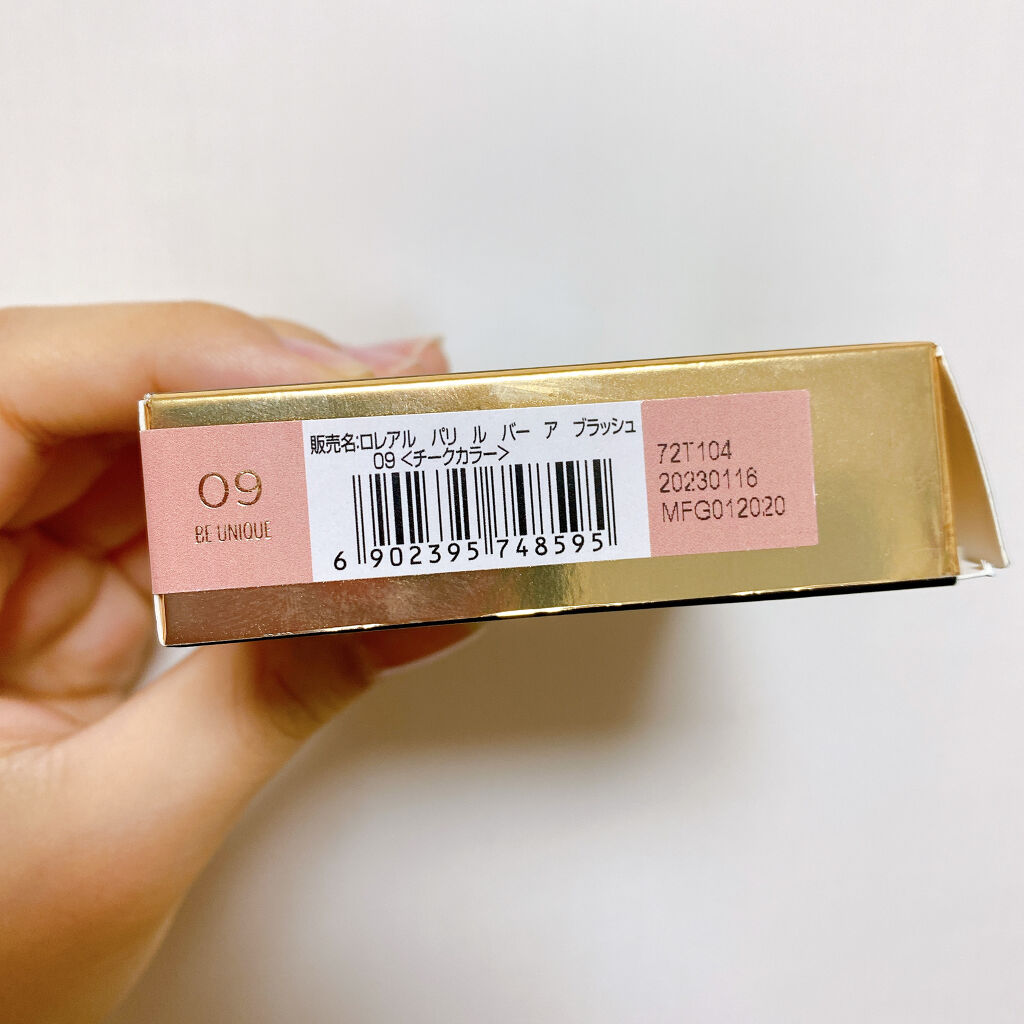 09
BE UNIQUE
販売名:ロレアル パリ ル バー ア ブラッシュ
09<チークカラー>
6 902395 748595
72T104
20230116
MFG012020